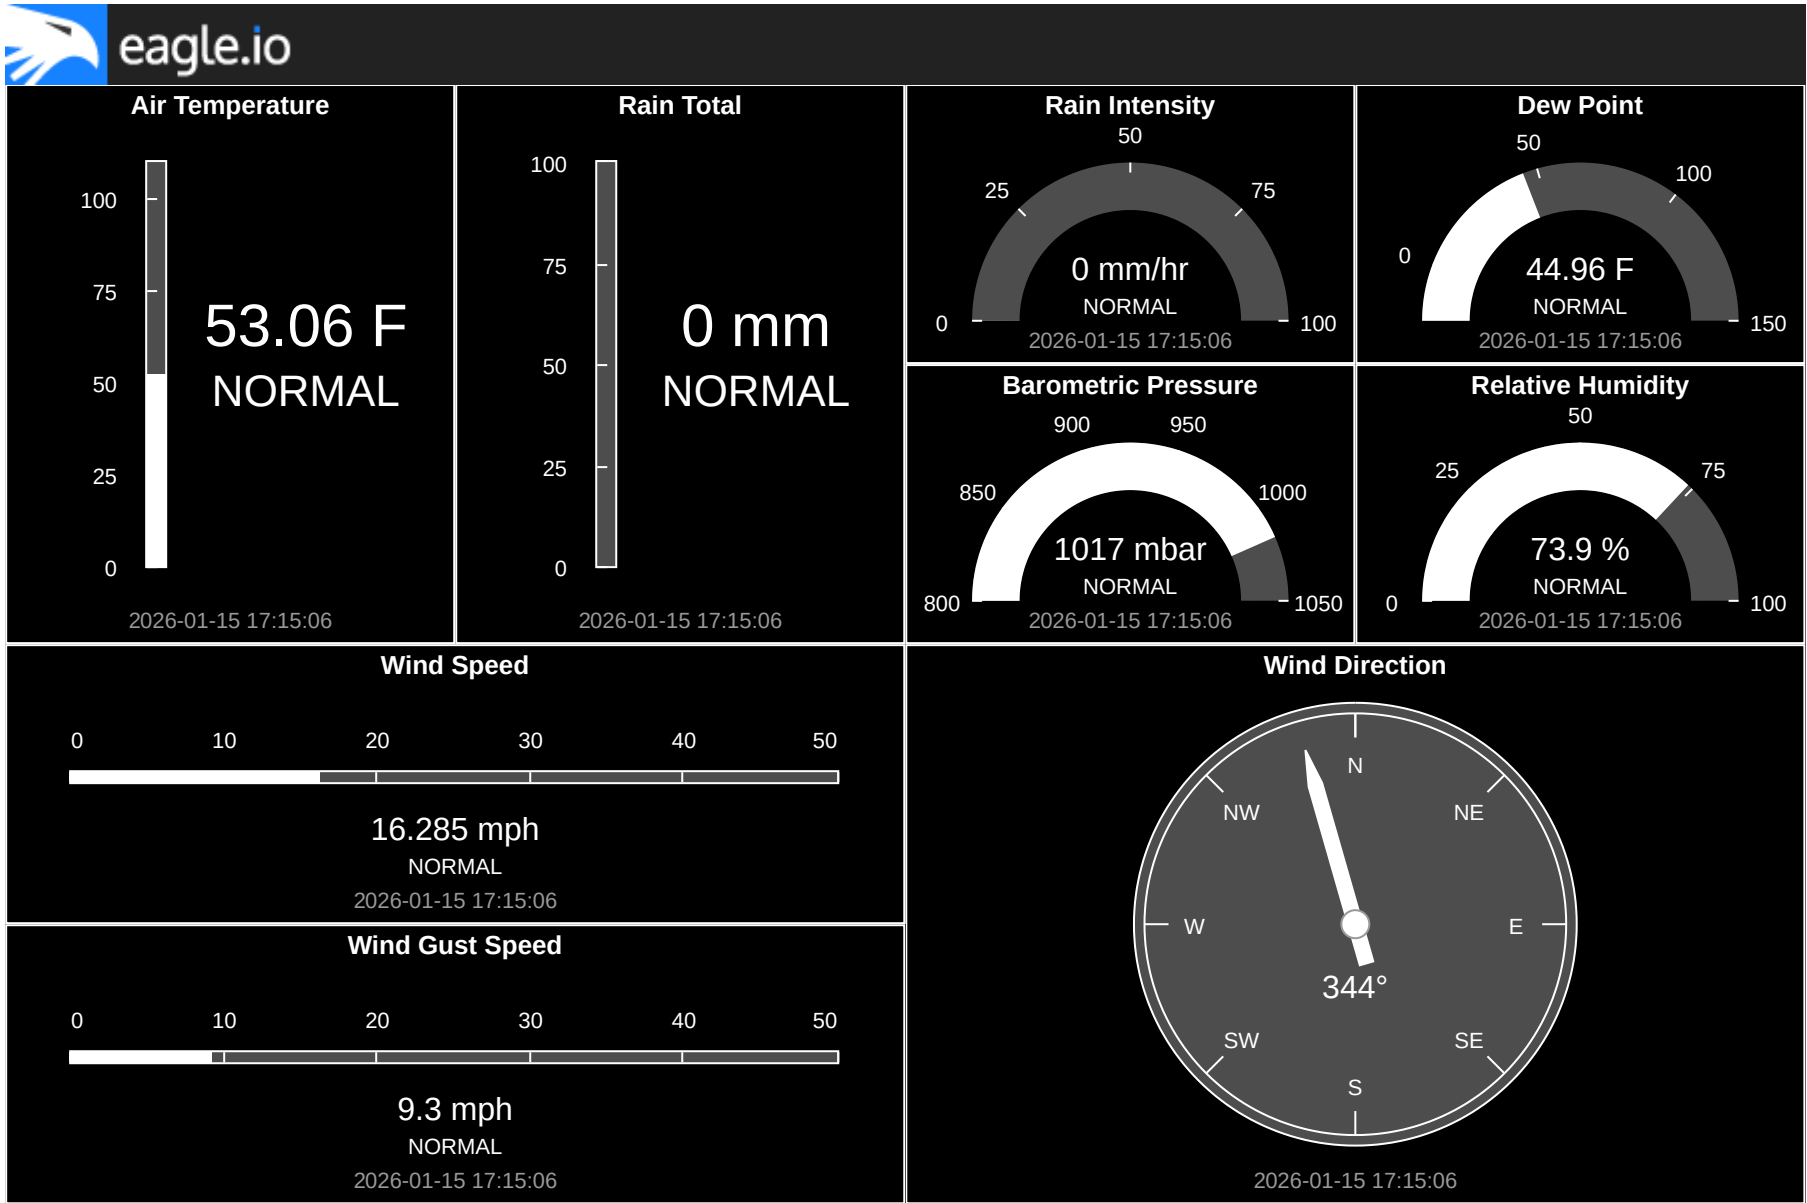 eagle.io
Air Temperature
100
75
50
25
0
53.06 F
NORMAL
2026-01-15 17:15:06
Rain Total
100
75
50
25
0
0 mm
NORMAL
2026-01-15 17:15:06
Rain Intensity
50
25
75
0
100
0 mm/hr
NORMAL
2026-01-15 17:15:06
Dew Point
50
100
0
150
44.96 F
NORMAL
2026-01-15 17:15:06
Barometric Pressure
900
950
850
1000
800
1050
1017 mbar
NORMAL
2026-01-15 17:15:06
Relative Humidity
50
25
75
0
100
73.9 %
NORMAL
2026-01-15 17:15:06
Wind Speed
0 10 20 30 40 50
16.285 mph
NORMAL
2026-01-15 17:15:06
Wind Gust Speed
0 10 20 30 40 50
9.3 mph
NORMAL
2026-01-15 17:15:06
Wind Direction
N
NW NE
W E
344°
SW SE
S
2026-01-15 17:15:06